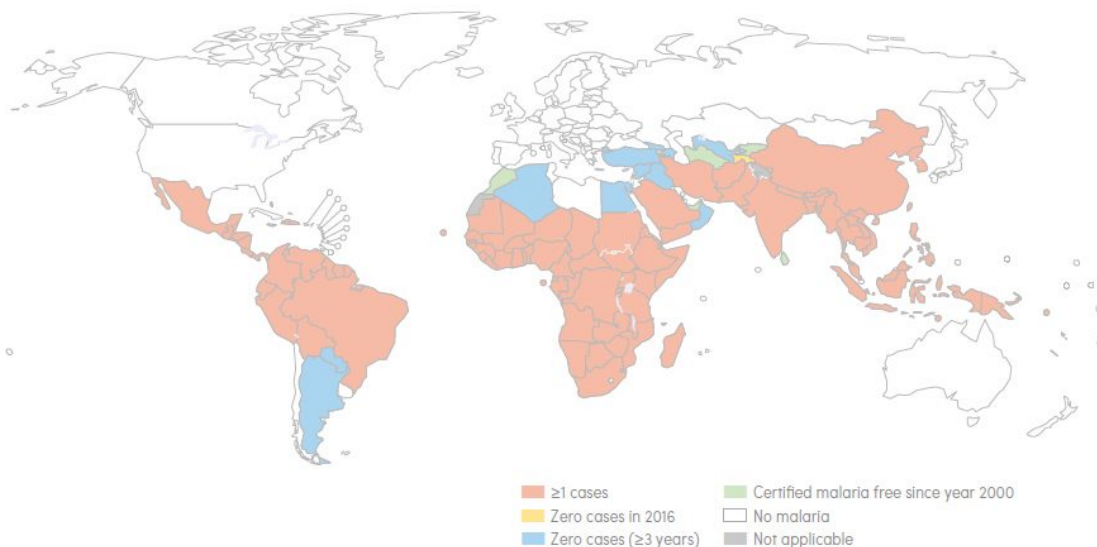 ≥1 cases
Zero cases in 2016
Zero cases (≥3 years)
Certified malaria free since year 2000
No malaria
Not applicable